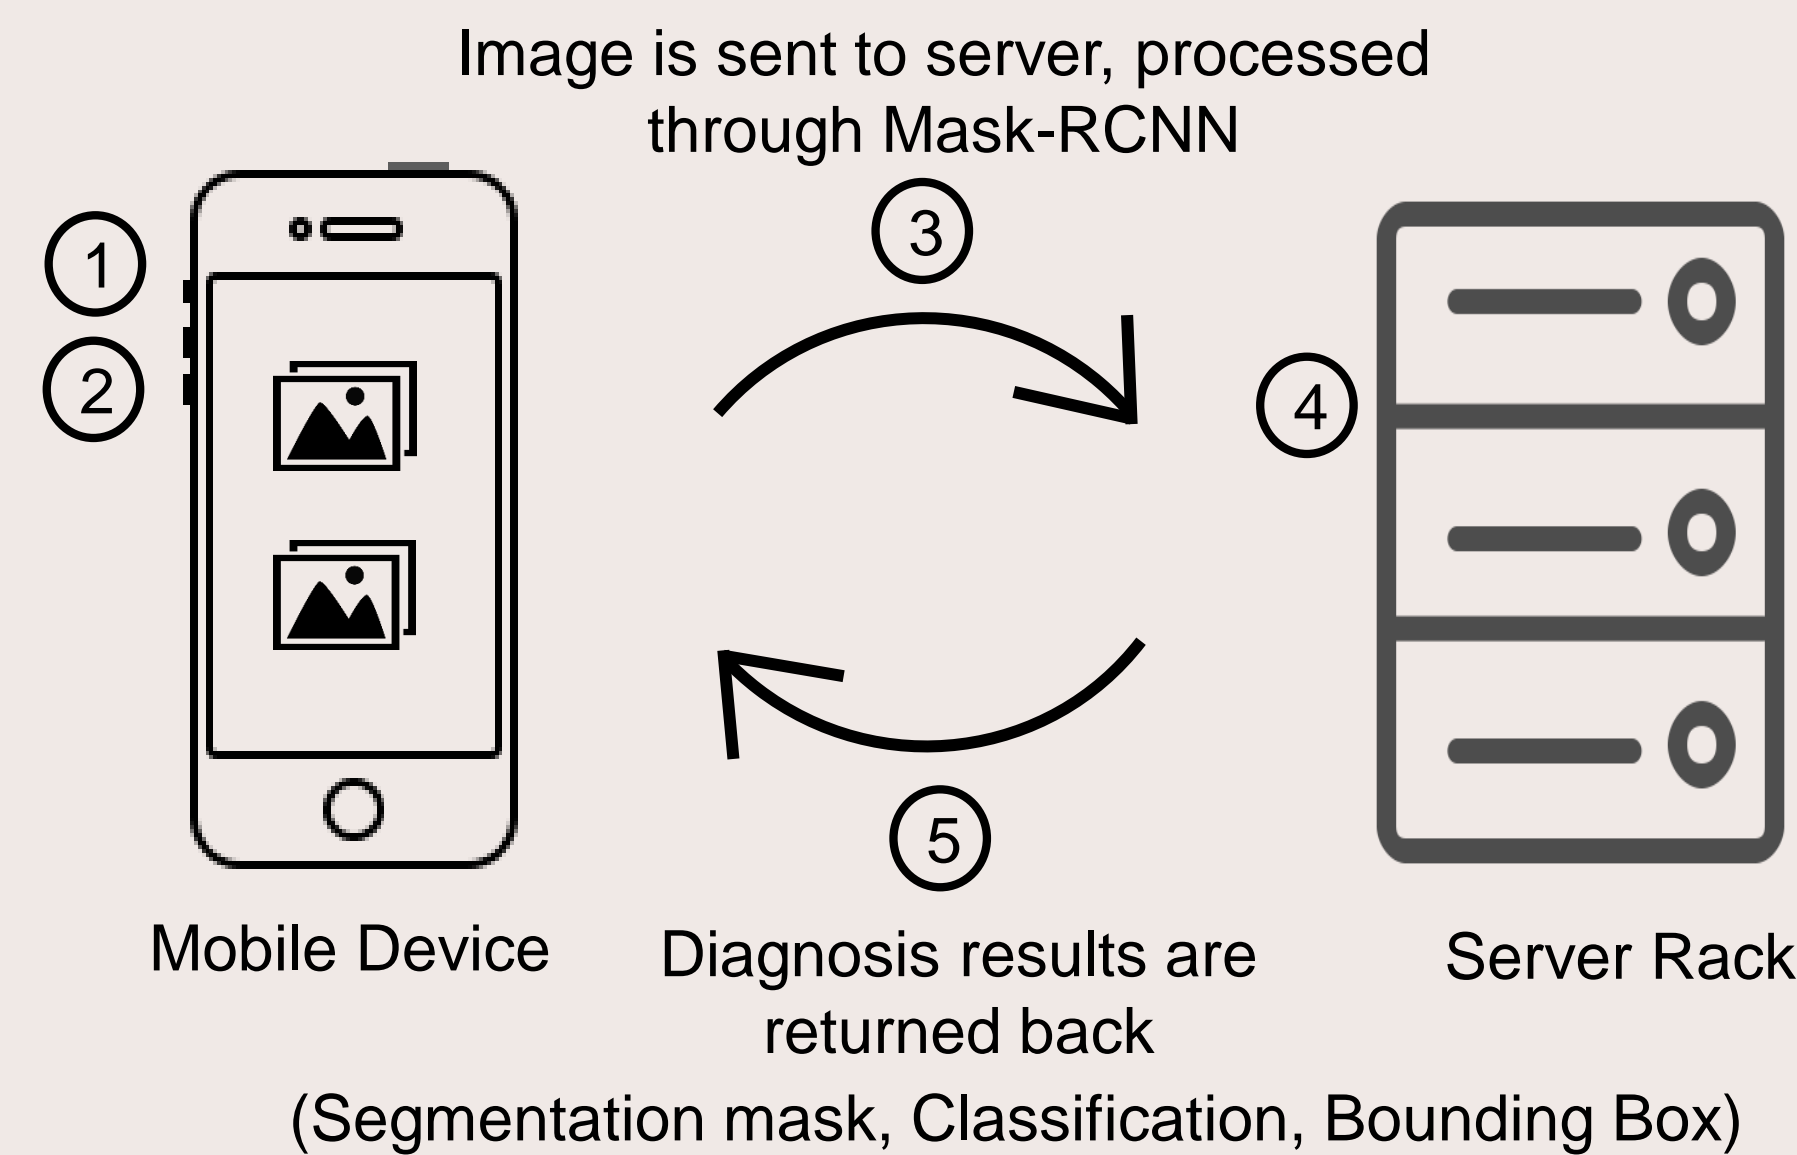 Image is sent to server, processed
through Mask-RCNN
1
2
3
4
5
Mobile Device
Diagnosis results are
returned back
Server Rack
(Segmentation mask, Classification, Bounding Box)